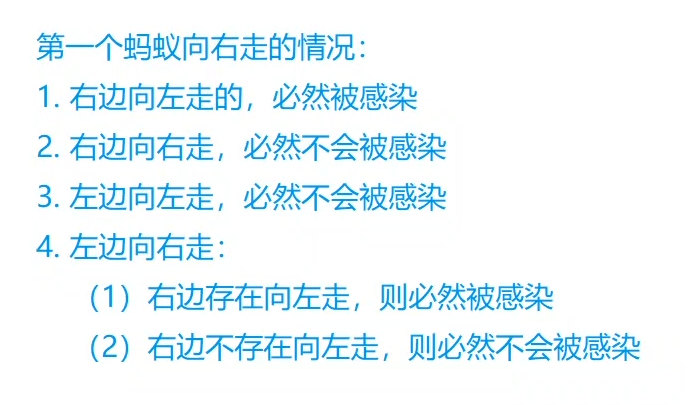 第一个蚂蚁向右走的情况：
1. 右边向左走的，必然被感染
2. 右边向右走，必然不会被感染
3. 左边向左走，必然不会被感染
4. 左边向右走：
（1）右边存在向左走，则必然被感染
（2）右边不存在向左走，则必然不会被感染